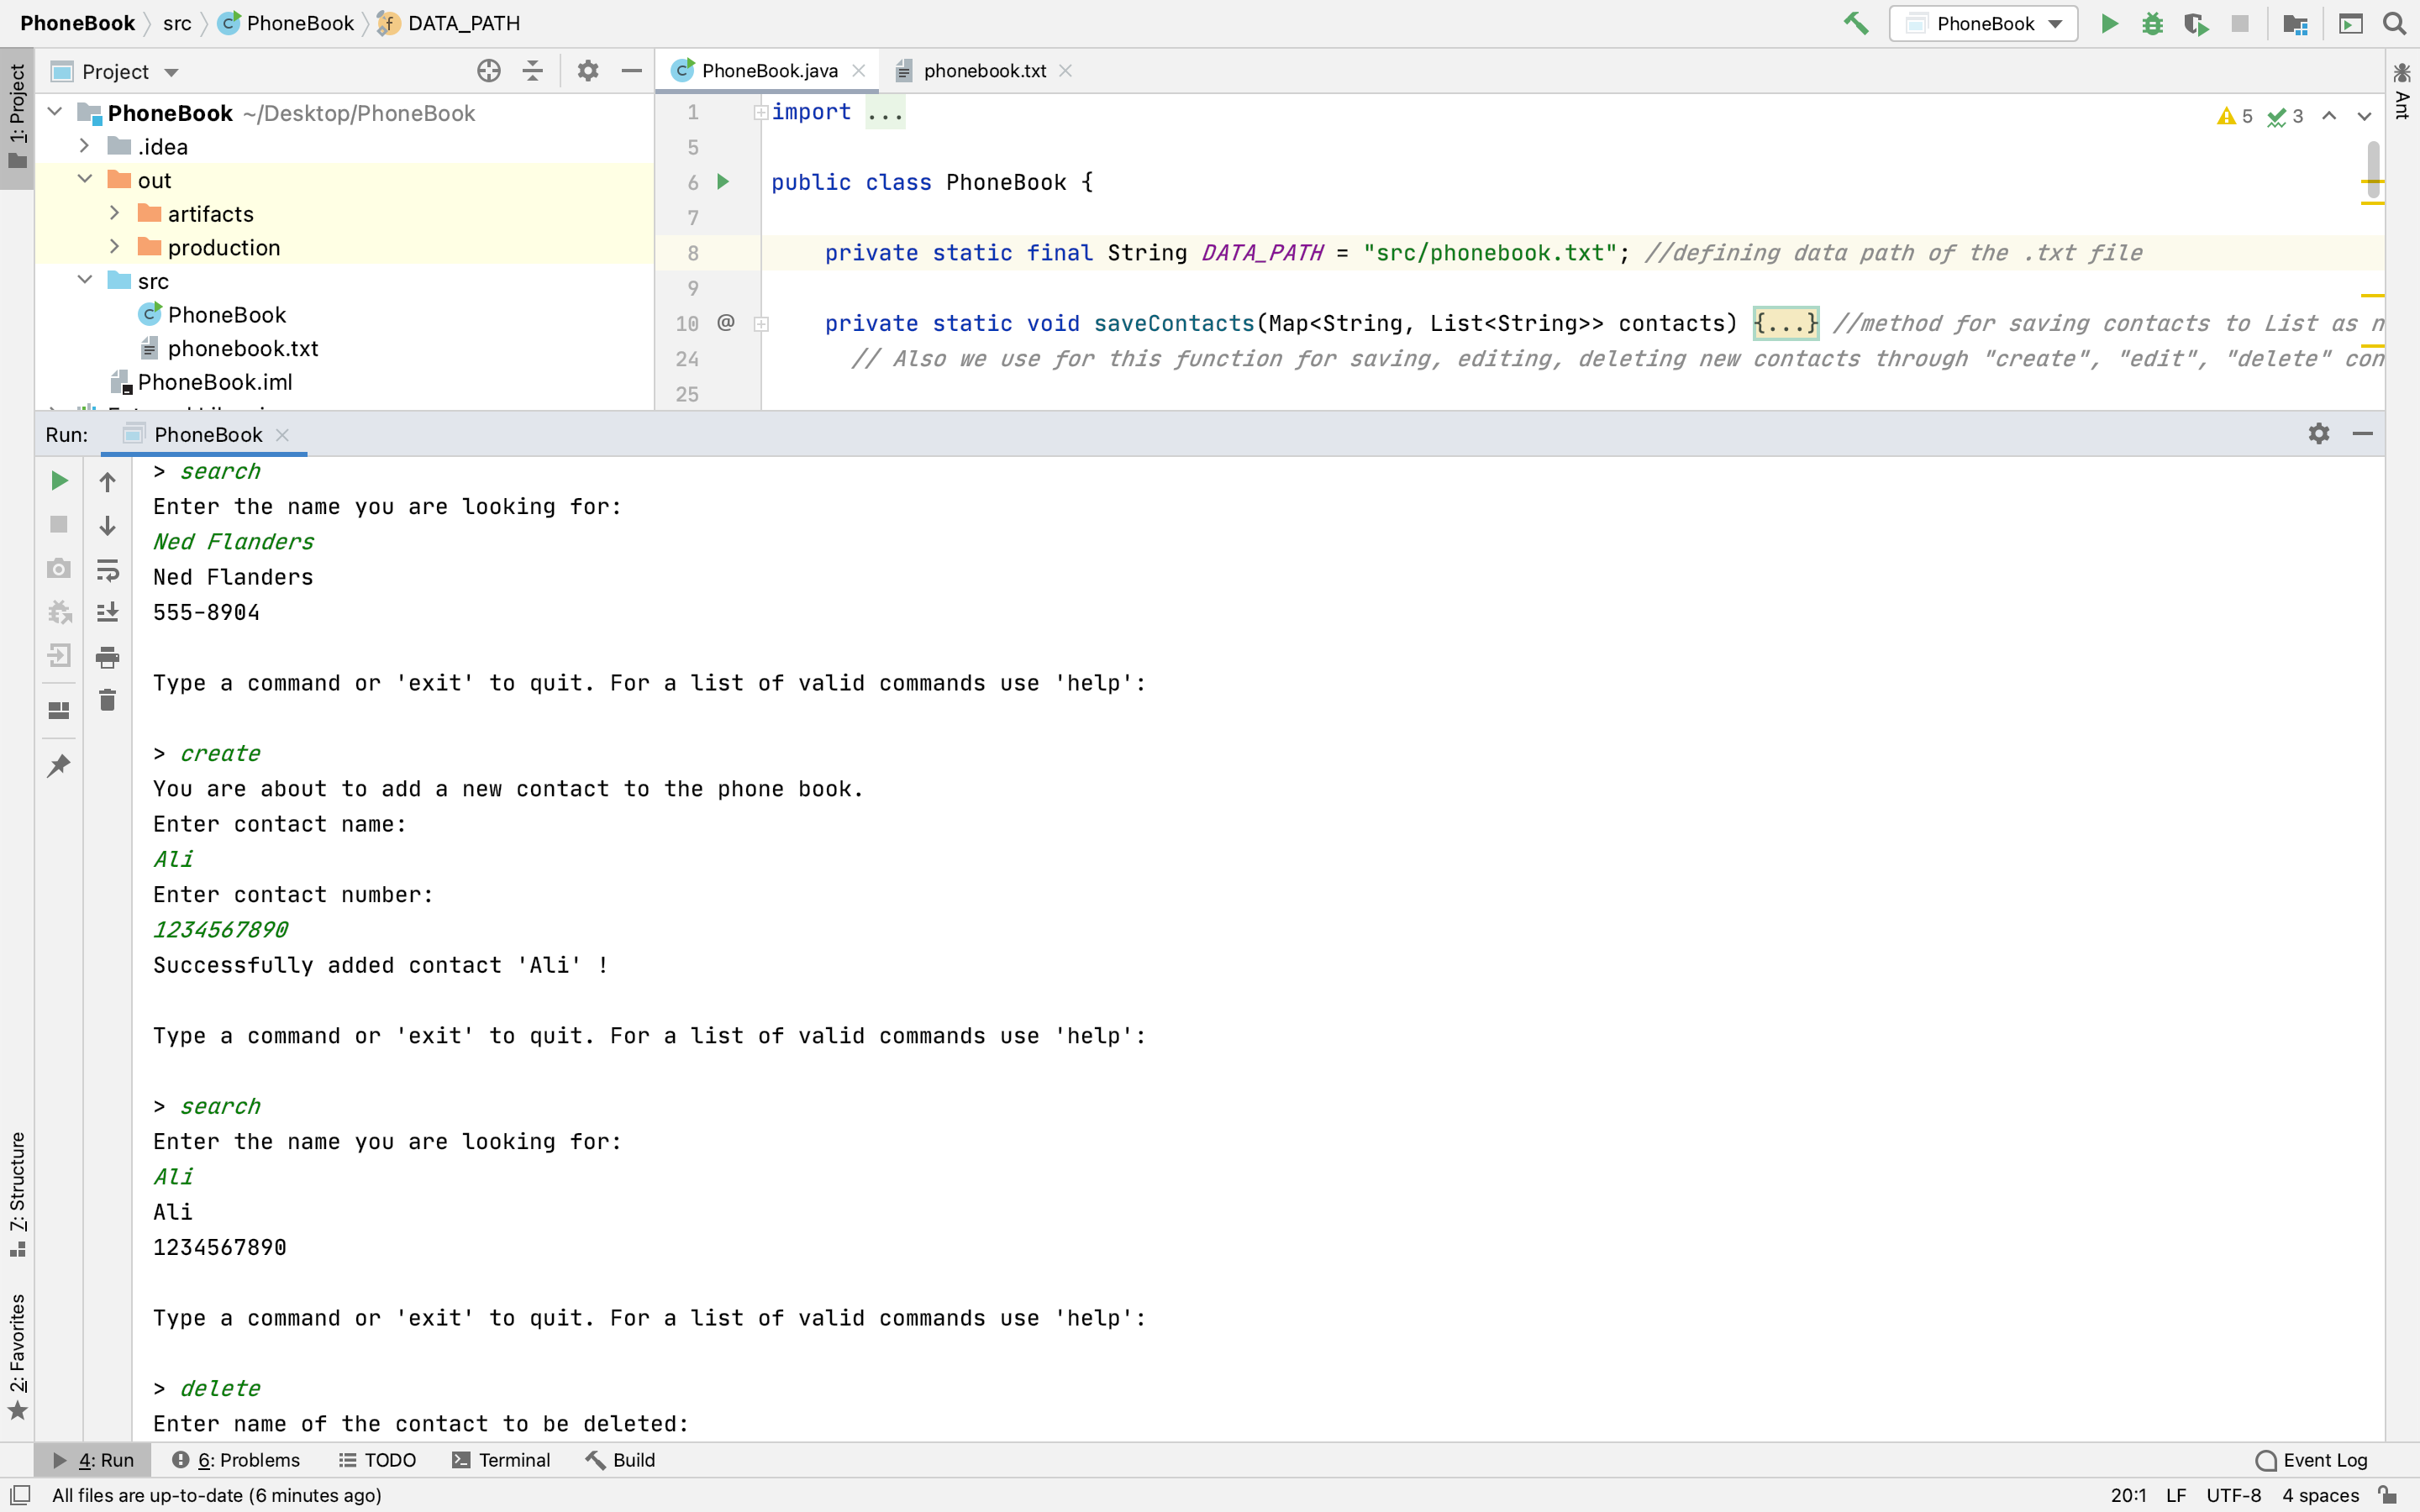 PhoneBook src PhoneBook DATA_PATH
PhoneBook
1: Project
Project
PhoneBook.java
phonebook.txt
Ant
PhoneBook ~/Desktop/PhoneBook
.idea
out
artifacts
production
src
PhoneBook
phonebook.txt
PhoneBook.iml
5 3
1 import ...
5
6 public class PhoneBook {
7
8 private static final String DATA_PATH = "src/phonebook.txt"; //defining data path of the .txt file
9
10 @ private static void saveContacts(Map<String, List<String>> contacts) {...} //method for saving contacts to List as n
24 // Also we use for this function for saving, editing, deleting new contacts through "create", "edit", "delete" con
25
Run: PhoneBook
> search
Enter the name you are looking for:
Ned Flanders
Ned Flanders
555-8904
Type a command or 'exit' to quit. For a list of valid commands use 'help':
> create
You are about to add a new contact to the phone book.
Enter contact name:
Ali
Enter contact number:
1234567890
Successfully added contact 'Ali' !
Type a command or 'exit' to quit. For a list of valid commands use 'help':
> search
Enter the name you are looking for:
Ali
Ali
1234567890
Type a command or 'exit' to quit. For a list of valid commands use 'help':
> delete
Enter name of the contact to be deleted:
7: Structure
2: Favorites
4: Run 6: Problems TODO Terminal Build Event Log
All files are up-to-date (6 minutes ago) 20:1 LF UTF-8 4 spaces